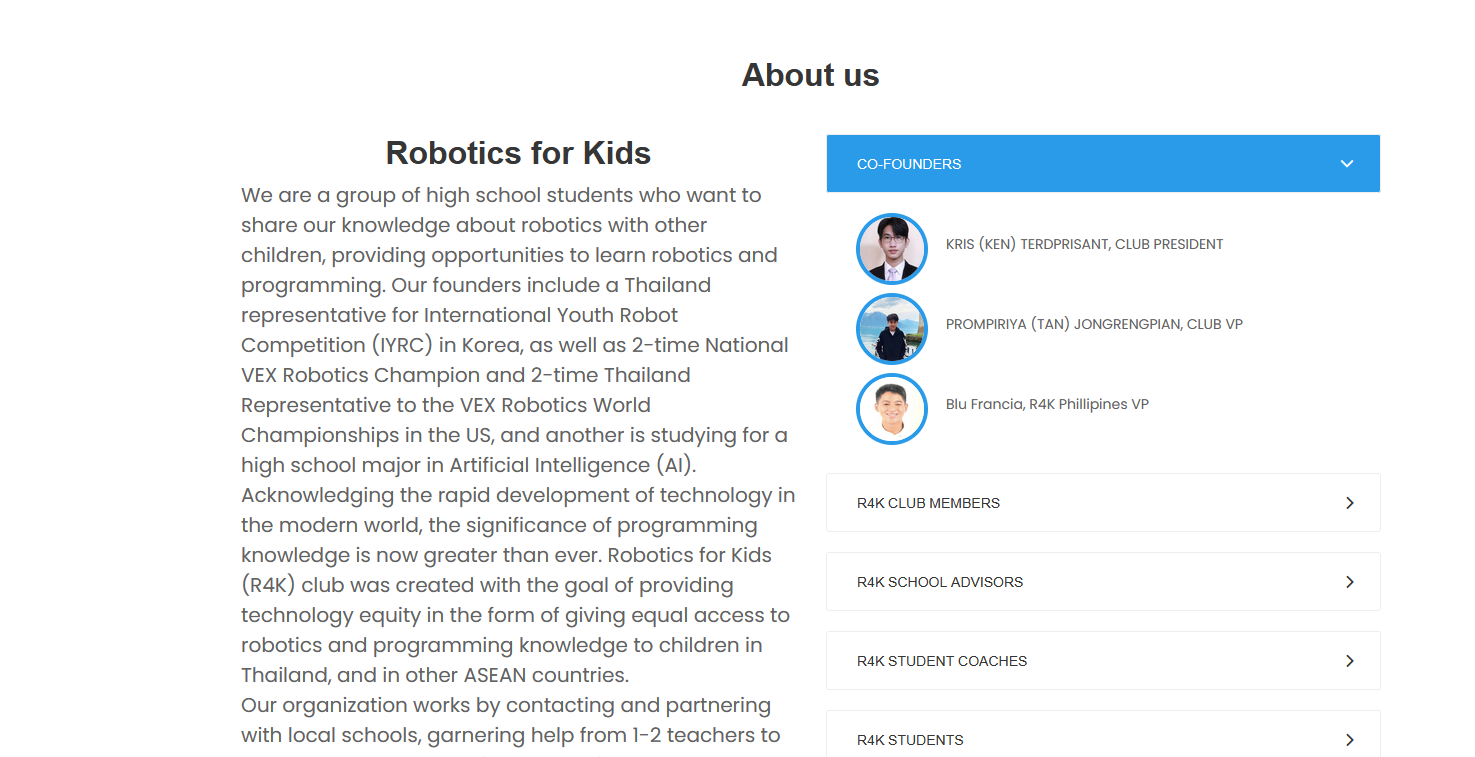 About us
Robotics for Kids
We are a group of high school students who want to
share our knowledge about robotics with other
children, providing opportunities to learn robotics and
programming. Our founders include a Thailand
representative for International Youth Robot
Competition (IYRC) in Korea, as well as 2-time National
VEX Robotics Champion and 2-time Thailand
Representative to the VEX Robotics World
Championships in the US, and another is studying for a
high school major in Artificial Intelligence (AI).
Acknowledging the rapid development of technology in
the modern world, the significance of programming
knowledge is now greater than ever. Robotics for Kids
(R4K) club was created with the goal of providing
technology equity in the form of giving equal access to
robotics and programming knowledge to children in
Thailand, and in other ASEAN countries.
Our organization works by contacting and partnering
with local schools, garnering help from 1-2 teachers to
CO-FOUNDERS
KRIS (KEN) TERDPRISANT, CLUB PRESIDENT
PROMPIRIYA (TAN) JONGRENGPIAN, CLUB VP
Blu Francia, R4K Phillipines VP
R4K CLUB MEMBERS
R4K SCHOOL ADVISORS
R4K STUDENT COACHES
R4K STUDENTS